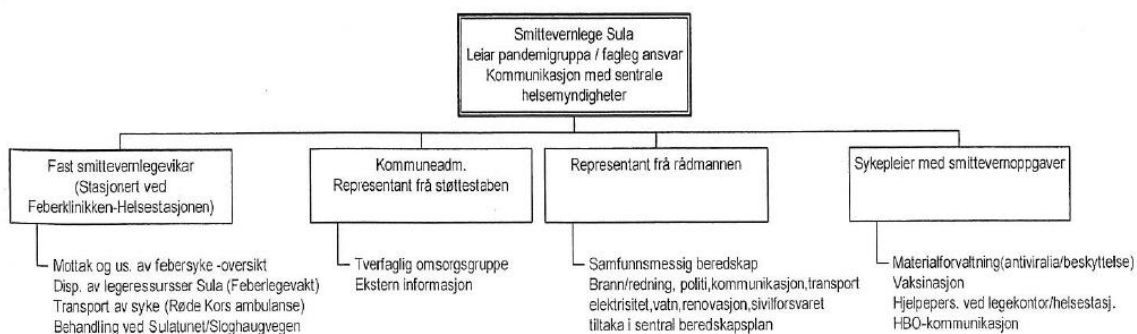 Smittevernlege Sula
Leiar pandemigruppa / fagleg ansvar
Kommunikasjon med sentrale
helsemyndigheter
Fast smittevernlegevikar
(Stasjonert ved
Feberklinikken-Helsestasjonen)
Mottak og us. av febersyke -oversikt
Disp. av legeressursser Sula (Feberlegevakt)
Transport av syke (Røde Kors ambulanse)
Behandling ved Sulatunet/Sloghaugvegen
Kommuneadm.
Representant frå støttestaben
Tverfaglig omsorgsgruppe
Ekstern informasjon
Representant frå rådmannen
Samfunnsmessig beredskap
Brann/redning, politi,kommunikasjon,transport
elektrisitet,vatn,renovasjon,sivilforsvaret
tiltaka i sentral beredskapsplan
Sykepleier med smittevernoppgaver
Materialforvaltning(antiviralia/beskyttelse)
Vaksinasjon
Hjelpepers. ved legekontor/helsestasj.
HBO-kommunikasjon